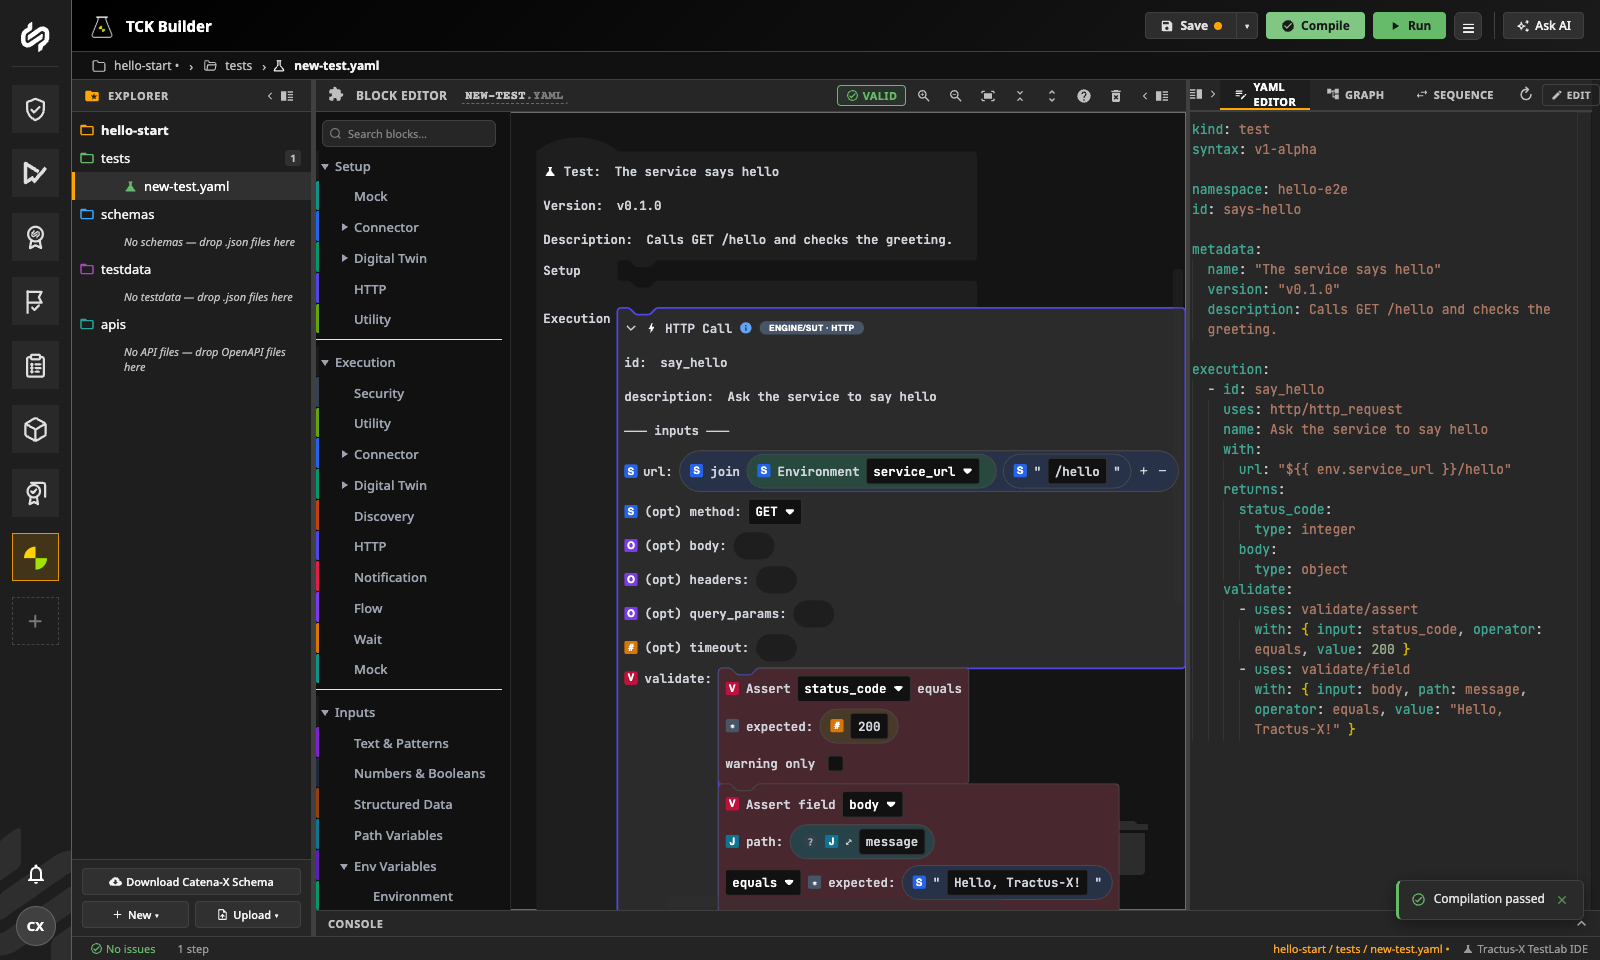 TCK Builder
Save
Compile
Run
Ask AI
hello-start • › tests › new-test.yaml
EXPLORER
hello-start
tests 1
new-test.yaml
schemas
No schemas — drop .json files here
testdata
No testdata — drop .json files here
apis
No API files — drop OpenAPI files
here
Download Catena-X Schema
+ New
Upload
CX
BLOCK EDITOR NEW-TEST.YAML
VALID
Search blocks...
Setup
Mock
Connector
Digital Twin
HTTP
Utility
Execution
Security
Utility
Connector
Digital Twin
Discovery
HTTP
Notification
Flow
Wait
Mock
Inputs
Text & Patterns
Numbers & Booleans
Structured Data
Path Variables
Env Variables
Environment
Test: The service says hello
Version: v0.1.0
Description: Calls GET /hello and checks the greeting.
Setup
Execution
HTTP Call i ENGINE/SUT · HTTP
id: say_hello
description: Ask the service to say hello
—— inputs ——
S url: S join S Environment service_url S " /hello " + −
S (opt) method: GET
O (opt) body:
O (opt) headers:
O (opt) query_params:
# (opt) timeout:
V validate:
V Assert status_code equals
* expected: # 200
warning only
V Assert field body
J path: ? J message
equals * expected: S " Hello, Tractus-X! "
CONSOLE
YAML
EDITOR
GRAPH
SEQUENCE
EDIT
kind: test
syntax: v1-alpha
namespace: hello-e2e
id: says-hello
metadata:
name: "The service says hello"
version: "v0.1.0"
description: Calls GET /hello and checks the
greeting.
execution:
- id: say_hello
uses: http/http_request
name: Ask the service to say hello
with:
url: "${{ env.service_url }}/hello"
returns:
status_code:
type: integer
body:
type: object
validate:
- uses: validate/assert
with: { input: status_code, operator:
equals, value: 200 }
- uses: validate/field
with: { input: body, path: message,
operator: equals, value: "Hello,
Tractus-X!" }
Compilation passed
No issues
1 step
hello-start / tests / new-test.yaml •
Tractus-X TestLab IDE